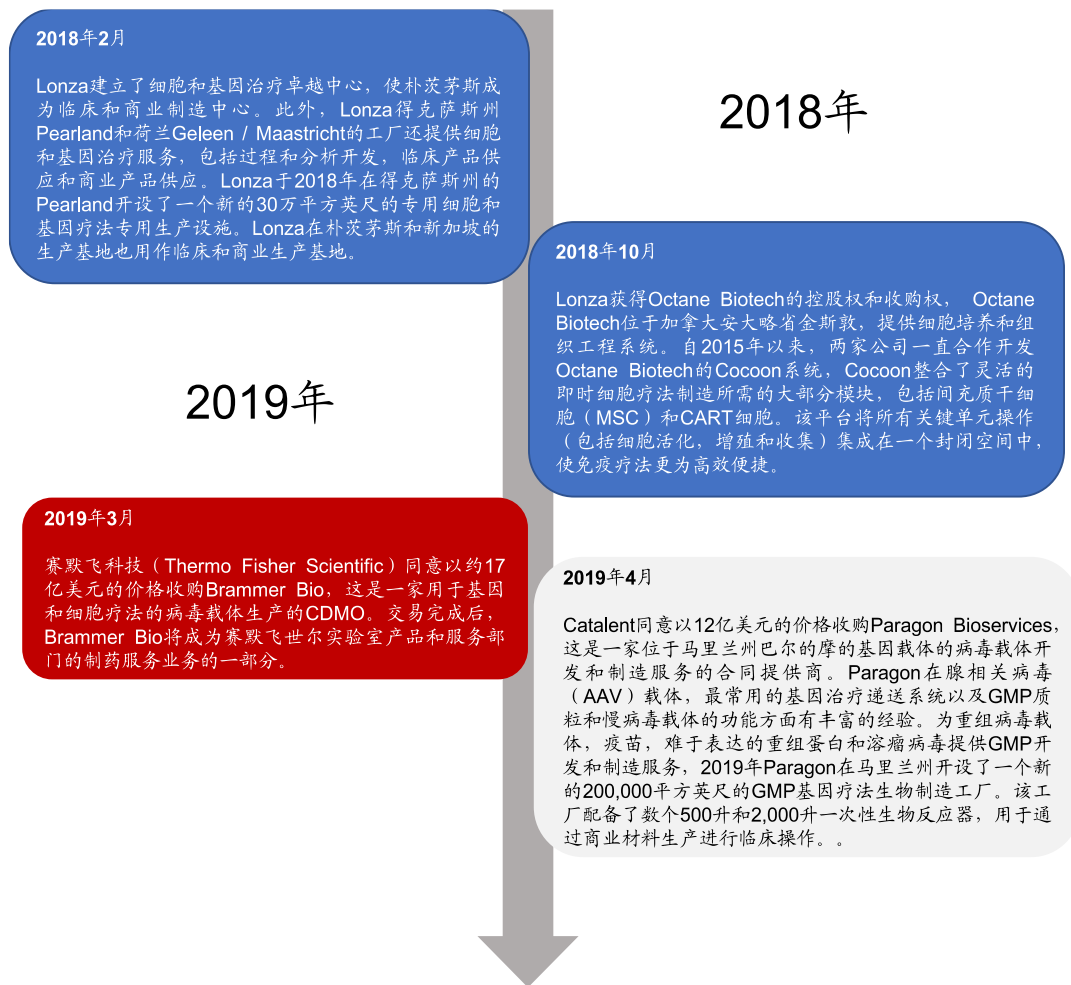 2018年2月
Lonza建立了细胞和基因治疗卓越中心，使朴茨茅斯成
为临床和商业制造中心。此外，Lonza得克萨斯州
Pearland和荷兰Geleen / Maastricht的工厂还提供细胞
和基因治疗服务，包括过程和分析开发，临床产品供
应和商业产品供应。Lonza于2018年在得克萨斯州的
Pearland开设了一个新的30万平方英尺的专用细胞和
基因疗法专用生产设施。Lonza在朴茨茅斯和新加坡的
生产基地也用作临床和商业生产基地。
2018年
2018年10月
Lonza获得Octane Biotech的控股权和收购权， Octane
Biotech位于加拿大安大略省金斯敦，提供细胞培养和组
织工程系统。自2015年以来，两家公司一直合作开发
Octane Biotech的Cocoon系统，Cocoon整合了灵活的
即时细胞疗法制造所需的大部分模块，包括间充质干细
胞（MSC）和CART细胞。该平台将所有关键单元操作
（包括细胞活化，增殖和收集）集成在一个封闭空间中，
使免疫疗法更为高效便捷。
2019年
2019年3月
赛默飞科技（Thermo Fisher Scientific）同意以约17
亿美元的价格收购Brammer Bio，这是一家用于基因
和细胞疗法的病毒载体生产的CDMO。交易完成后，
Brammer Bio将成为赛默飞世尔实验室产品和服务部
门的制药服务业务的一部分。
2019年4月
Catalent同意以12亿美元的价格收购Paragon Bioservices，
这是一家位于马里兰州巴尔的摩的基因载体的病毒载体开
发和制造服务的合同提供商。Paragon在腺相关病毒
（AAV）载体，最常用的基因治疗递送系统以及GMP质
粒和慢病毒载体的功能方面有丰富的经验。为重组病毒载
体，疫苗，难于表达的重组蛋白和溶瘤病毒提供GMP开
发和制造服务，2019年Paragon在马里兰州开设了一个新
的200,000平方英尺的GMP基因疗法生物制造工厂。该工
厂配备了数个500升和2,000升一次性生物反应器，用于通
过商业材料生产进行临床操作。。